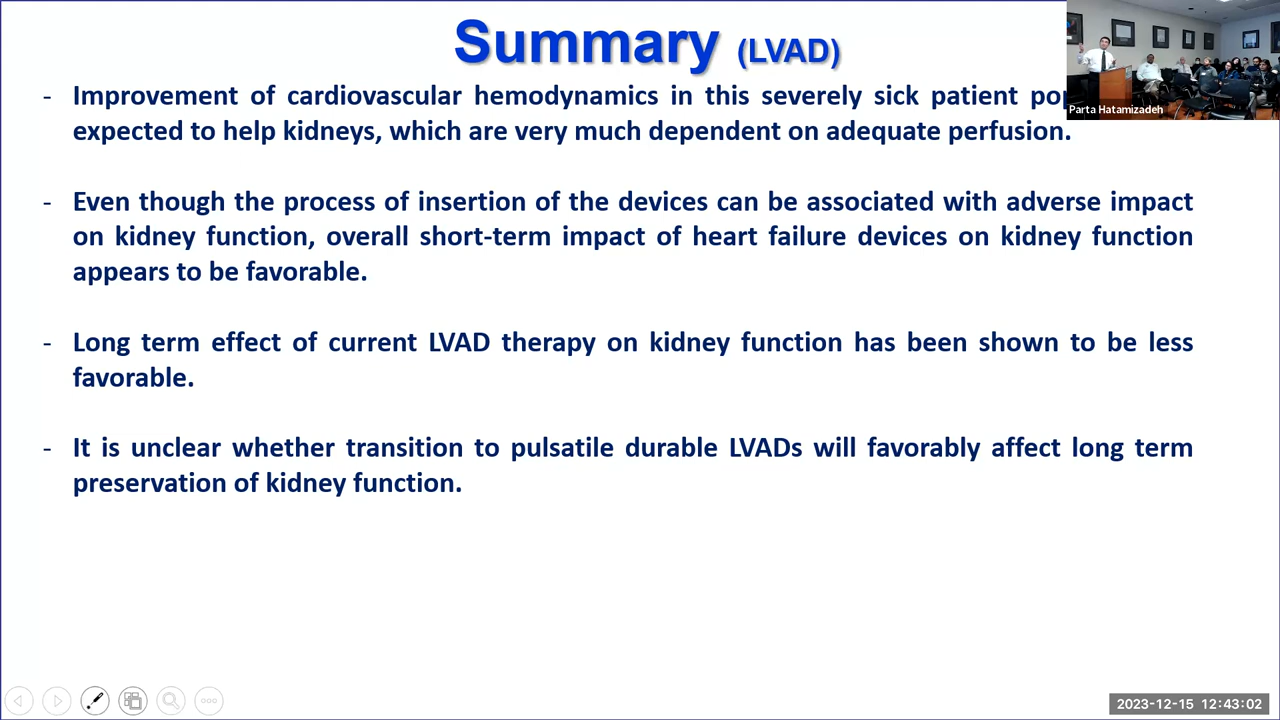 Summary (LVAD)
Parta Hatamizadeh
- Improvement of cardiovascular hemodynamics in this severely sick patient
expected to help kidneys, which are very much dependent on adequate perfusion.
- Even though the process of insertion of the devices can be associated with adverse impact
on kidney function, overall short-term impact of heart failure devices on kidney function
appears to be favorable.
- Long term effect of current LVAD therapy on kidney function has been shown to be less
favorable.
- It is unclear whether transition to pulsatile durable LVADs will favorably affect long term
preservation of kidney function.
2023-12-15 12:43:02